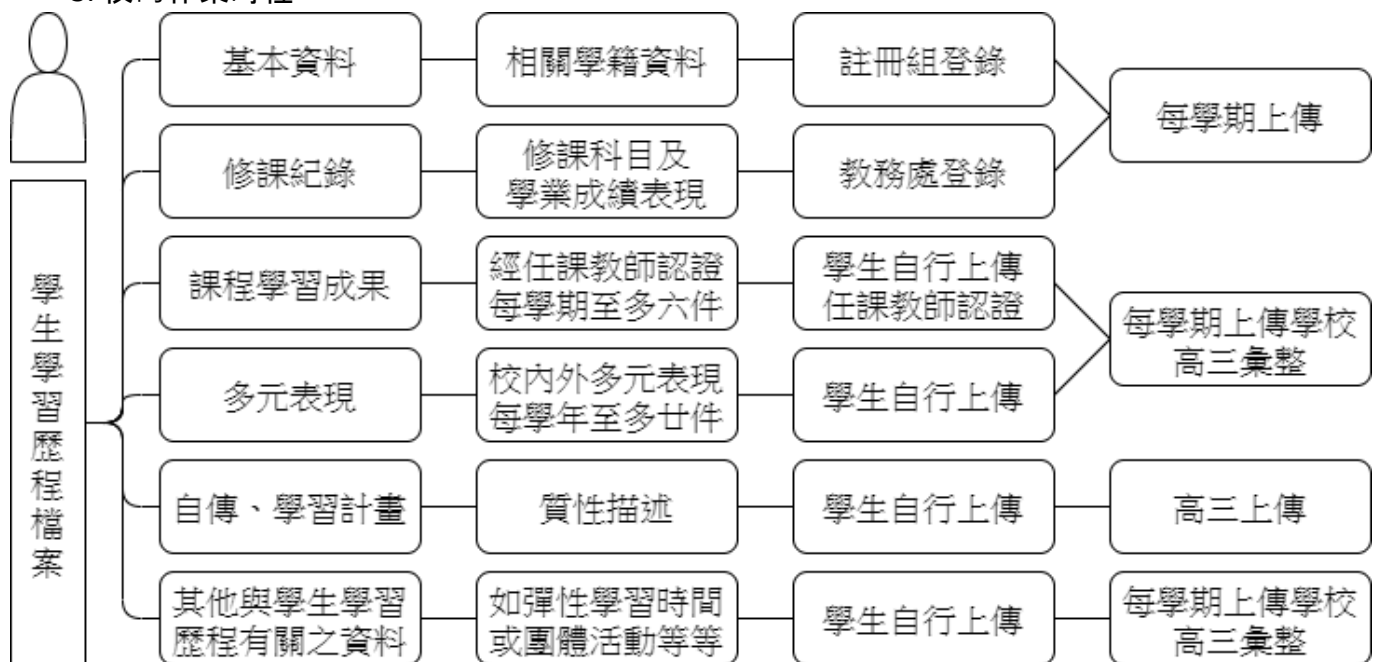 學生學習歷程檔案
基本資料
相關學籍資料
註冊組登錄
每學期上傳
修課紀錄
修課科目及
學業成績表現
教務處登錄
課程學習成果
經任課教師認證
每學期至多六件
學生自行上傳
任課教師認證
每學期上傳學校
高三彙整
多元表現
校內外多元表現
每學年至多廿件
學生自行上傳
自傳、學習計畫
質性描述
學生自行上傳
高三上傳
其他與學生學習
歷程有關之資料
如彈性學習時間
或團體活動等等
學生自行上傳
每學期上傳學校
高三彙整